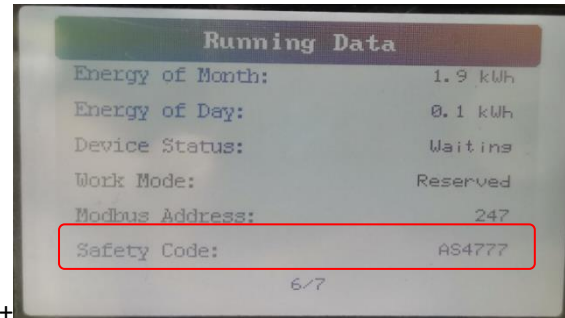 Running Data
Energy of Month: 1.9 kWh
Energy of Day: 0.1 kWh
Device Status: Waiting
Work Mode: Reserved
Modbus Address: 247
Safety Code: AS4777
6/7
+